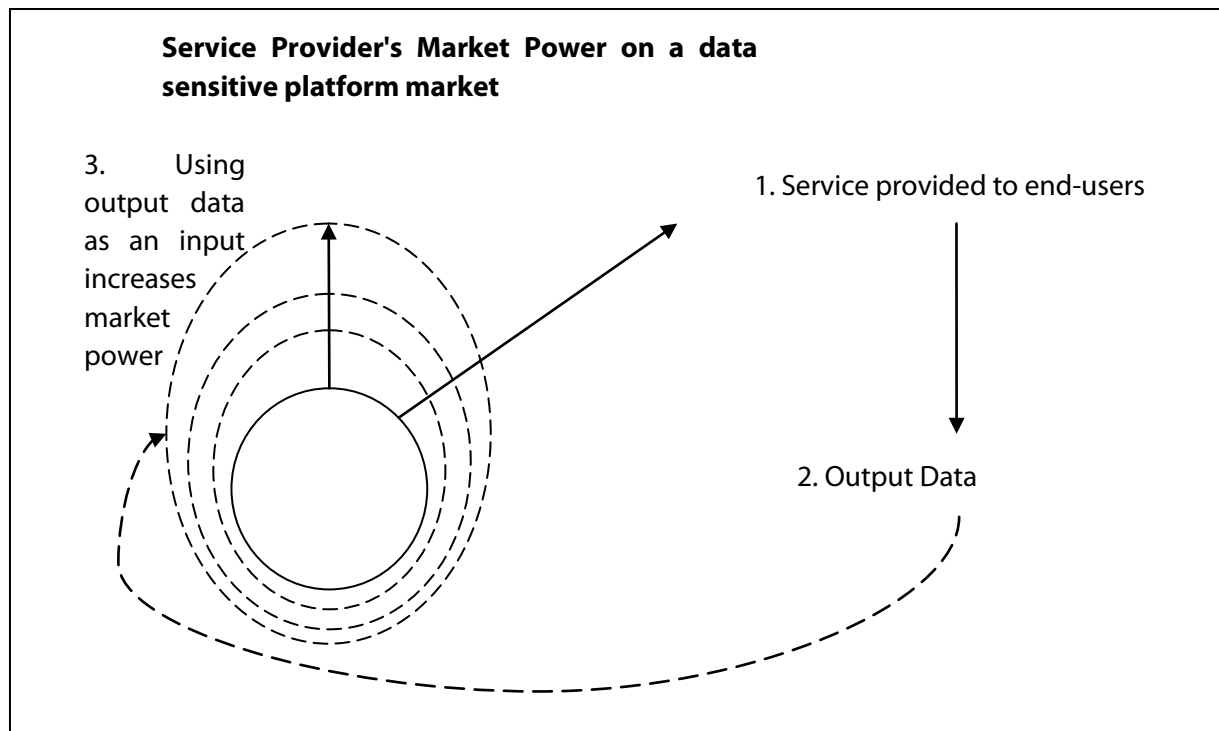 Service Provider's Market Power on a data
sensitive platform market
3. Using
output data
as an input
increases
market
power
1. Service provided to end-users
2. Output Data